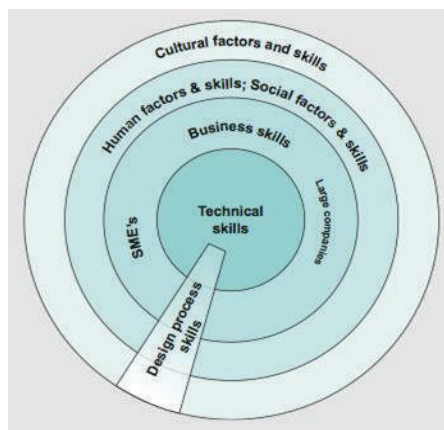 Cultural factors and skills
Human factors & skills; Social factors & skills
Business skills
Technical
skills
SME's
Large companies
Design process
skills